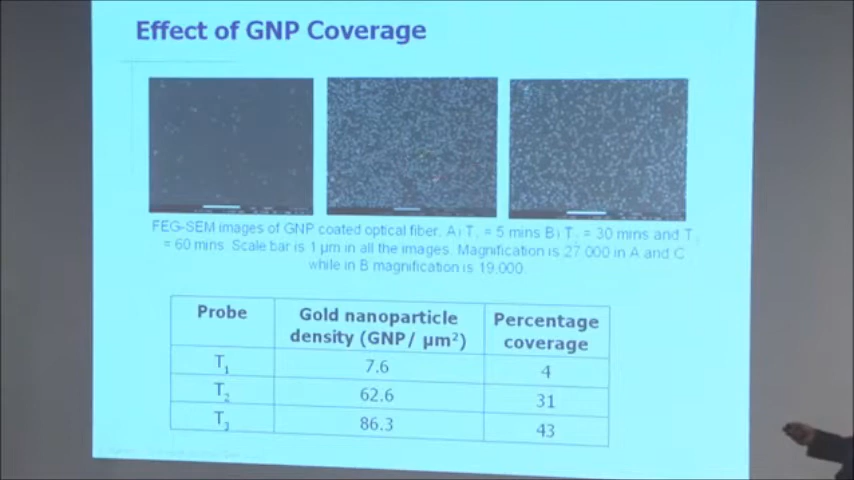 Effect of GNP Coverage
FEG-SEM images of GNP coated optical fiber. A) T₁ = 5 mins B) T₂ = 30 mins and T₃
= 60 mins. Scale bar is 1 µm in all the images. Magnification is 27 000 in A and C
while in B magnification is 19.000.
Probe Gold nanoparticle density (GNP/ µm²) Percentage coverage
T₁ 7.6 4
T₂ 62.6 31
T₃ 86.3 43